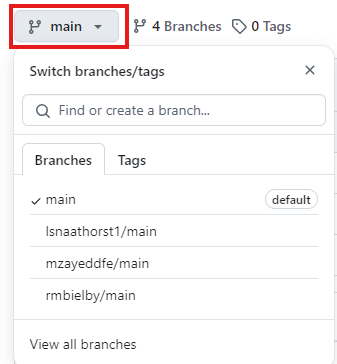 main 4 Branches 0 Tags
Switch branches/tags
Find or create a branch...
Branches Tags
main default
lsnaathorst1/main
mzayeddfe/main
rmbielby/main
View all branches